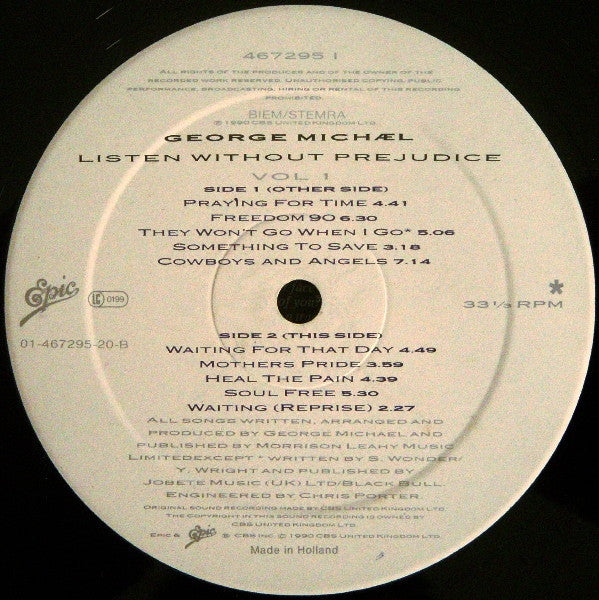 467295 1
ALL RIGHTS OF THE PRODUCER AND OF THE OWNER OF THE
RECORDED WORK RESERVED. UNAUTHORISED COPYING, PUBLIC
PERFORMANCE, BROADCASTING, HIRING OR RENTAL OF THIS RECORDING
PROHIBITED.
BIEM/STEMRA
℗ 1990 CBS UNITED KINGDOM LTD.
GEORGE MICHÆL
LISTEN WITHOUT PREJUDICE
VOL 1
SIDE 1 (OTHER SIDE)
PRAYING FOR TIME 4.41
FREEDOM 90 6.30
THEY WON'T GO WHEN I GO* 5.06
SOMETHING TO SAVE 3.18
COWBOYS AND ANGELS 7.14
Epic
LC 0199
*
33⅓ RPM
01-467295-20-B
SIDE 2 (THIS SIDE)
WAITING FOR THAT DAY 4.49
MOTHERS PRIDE 3.59
HEAL THE PAIN 4.39
SOUL FREE 5.30
WAITING (REPRISE) 2.27
ALL SONGS WRITTEN, ARRANGED AND
PRODUCED BY GEORGE MICHAEL AND
PUBLISHED BY MORRISON LEAHY MUSIC
LIMITEDEXCEPT * WRITTEN BY S. WONDER/
Y. WRIGHT AND PUBLISHED BY
JOBETE MUSIC (UK) LTD/BLACK BULL.
ENGINEERED BY CHRIS PORTER.
ORIGINAL SOUND RECORDING MADE BY CBS UNITED KINGDOM LTD.
THE COPYRIGHT IN THIS SOUND RECORDING IS OWNED BY
CBS UNITED KINGDOM LTD.
EPIC & Epic ® CBS INC. © 1990 CBS UNITED KINGDOM LTD.
Made in Holland